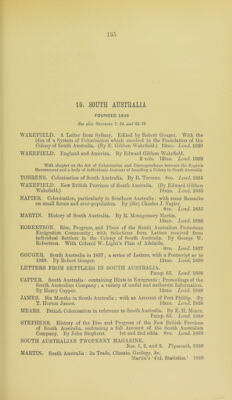 135
10. SOUTH AUSTRALIA
FOUNDED 1836
WAKEFIELD. A Letter from Sydney. Edited by Robert Gouger. With the
idea of a System of Colonisation which resulted in the Foundation of the
Colony of South Australia. (By E. Gibbon Wakefield.) 12mo. Lond. 1829
WAKEFIELD. England and America. By Edward Gibbon Wakefield.
2 vols. 12mo. Lond. 1833
With chapter on the Art of Colonization and Correspondence between the English
Government and a body of individuals desirous of founding a Colony in South Australia
TORRENS. Colonisation of South Australia. By R. Torrens. 8vo. Lond. 1835
WAKEFIELD. New British Province of South Australia. (By Edward Gibbon
Wakefield.) 18mo. Lond. 1835
NAPIER. Colonization, particularly in Southern Australia; with some Remarks
on small farms and over-population. By (Sir) Charles J. Napier.
8vo. Lond. 1835
MARTIN. History of South Australia. By R. Montgomery Martin.
12mo. Lond. 1836
ROBERTSON. Rise, Progress, and Plans of the South Australian Protestant
Emigration Community; with Selections from Letters received from
individual Settlers in the Colony of South Australia. By George W.
Robertson. With Colonel W. Light's Plan of Adelaide.
8vo. Lond. 1837
GOUGER. South Australia in 1837; a series of Letters, with a Postscript as to
1838. By Robert Gouger. 12mo. Lond. 1838
LETTERS FROM SETTLERS IN SOUTH AUSTRALIA.
Pamp. 65. Lond. 1838
CAPPER. South Australia: containing Hints to Emigrants; Proceedings of the
South Australian Company: a variety of useful and authentic Information.
By Henry Capper. 12mo. Lond. 1838
JAMES. Six Months in South Australia; with an Account of Port Phillip. By
T. Horton James. 12mo. Lond. 1838
MEARS. British Colonisation in reference to South Australia. By E. H. Mears.
Pamp. 65. Lond. 1839
STEPHENS. History of the Rise and Progress of the New British Province
of South Australia, embracing a full Account of the South Australian
Company. By John Stephens. 1st and 2nd edits. 8vo. Lond. 1839
SOUTH AUSTRALIAN TWOPENNY MAGAZINE.
Nos. 1, 2, and 3. Plymouth, 1839
MARTIN. South Australia: its Trade, Climate, Geology, &c.
Martin's 'Col. Statistics.' 1839